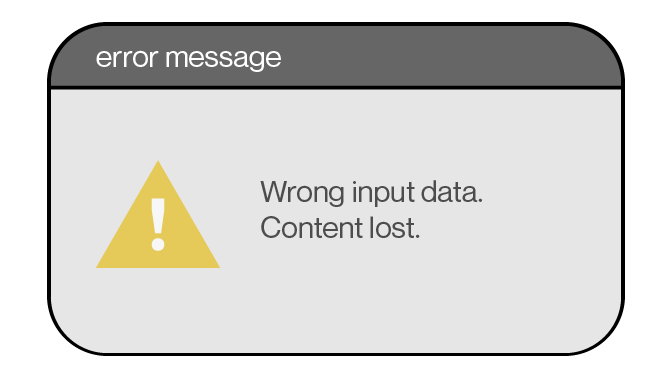 error message
!
Wrong input data.
Content lost.